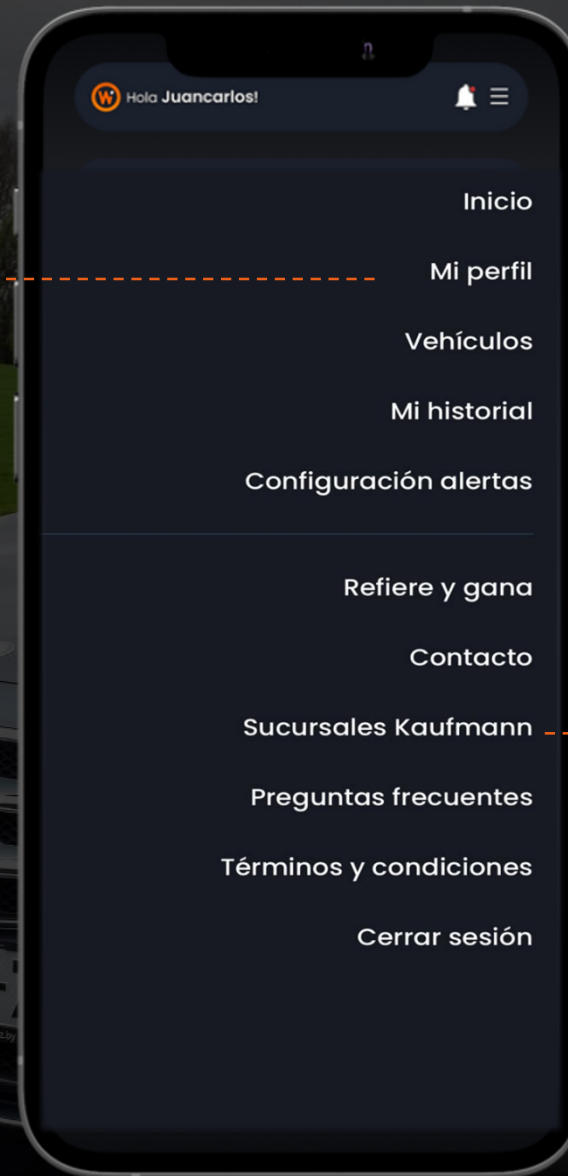 Hola Juancarlos!
Inicio
Mi perfil
Vehículos
Mi historial
Configuración alertas
Refiere y gana
Contacto
Sucursales Kaufmann
Preguntas frecuentes
Términos y condiciones
Cerrar sesión